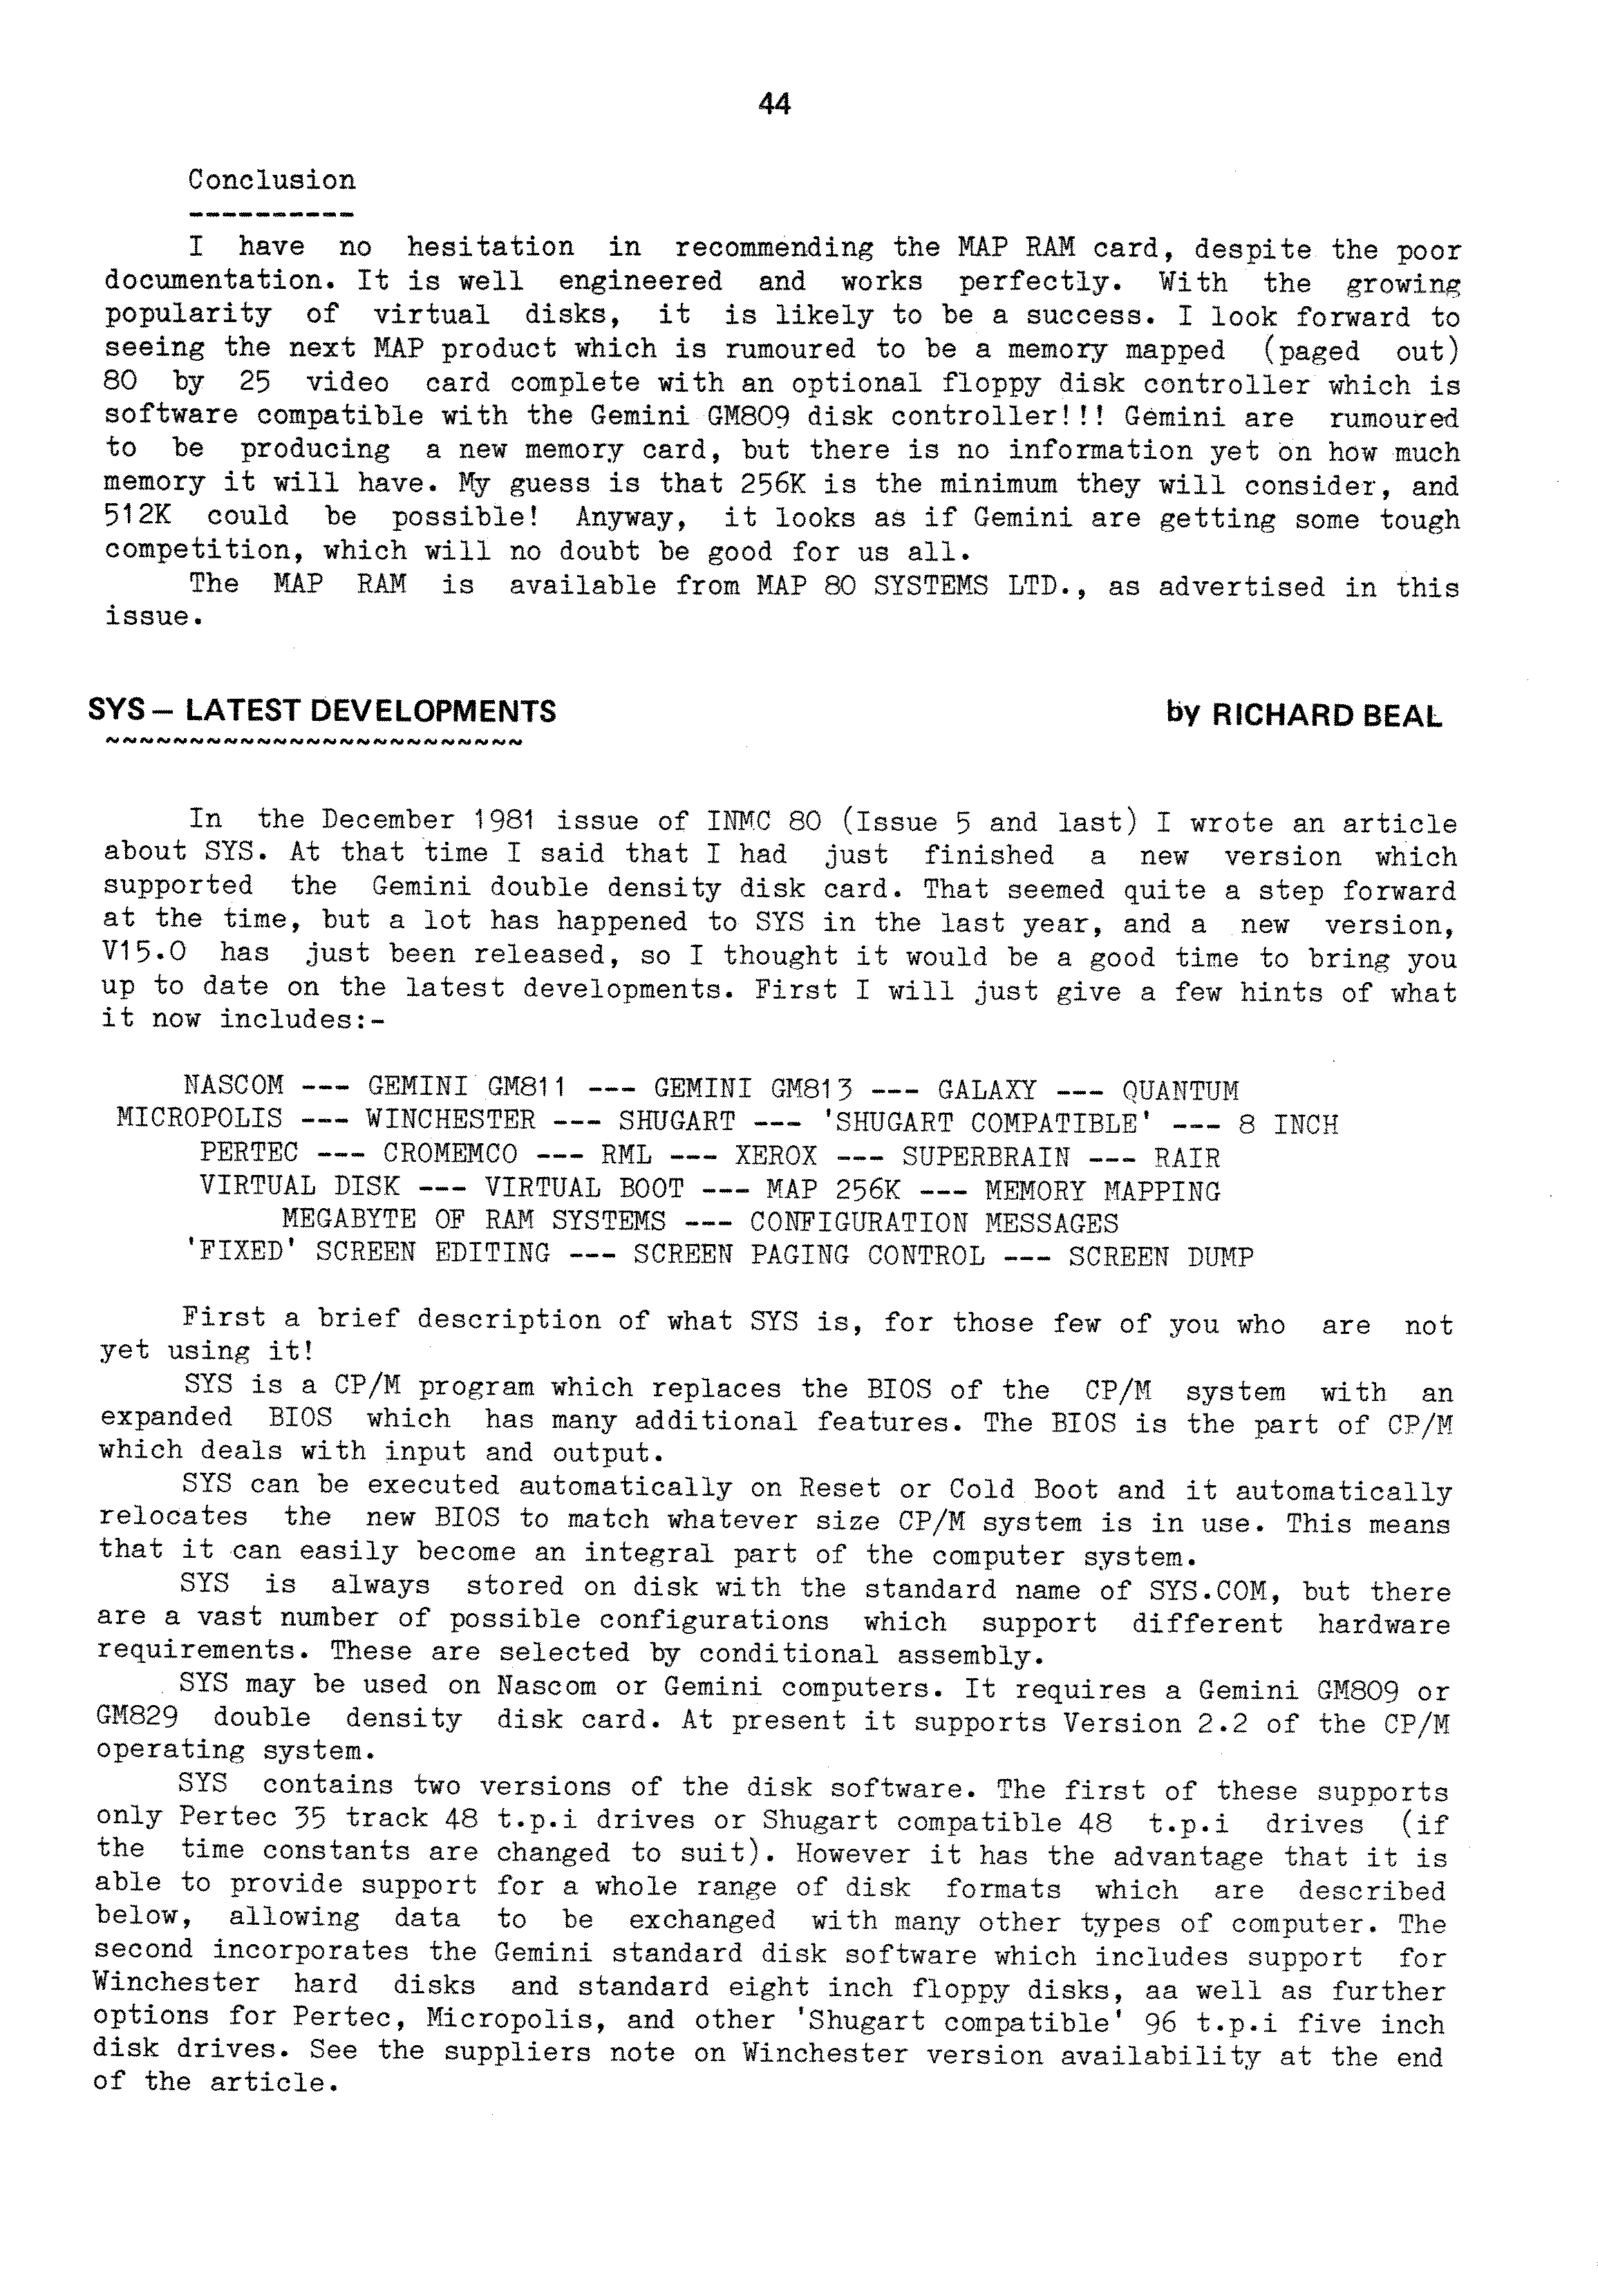 44
Conclusion
----------
I have no hesitation in recommending the MAP RAM card, despite the poor
documentation. It is well engineered and works perfectly. With the growing
popularity of virtual disks, it is likely to be a success. I look forward to
seeing the next MAP product which is rumoured to be a memory mapped (paged out)
80 by 25 video card complete with an optional floppy disk controller which is
software compatible with the Gemini GM809 disk controller!!! Gemini are rumoured
to be producing a new memory card, but there is no information yet on how much
memory it will have. My guess is that 256K is the minimum they will consider, and
512K could be possible! Anyway, it looks as if Gemini are getting some tough
competition, which will no doubt be good for us all.
The MAP RAM is available from MAP 80 SYSTEMS LTD., as advertised in this
issue.
SYS – LATEST DEVELOPMENTS by RICHARD BEAL
~~~~~~~~~~~~~~~~~~~~~~~~~
In the December 1981 issue of INMC 80 (Issue 5 and last) I wrote an article
about SYS. At that time I said that I had just finished a new version which
supported the Gemini double density disk card. That seemed quite a step forward
at the time, but a lot has happened to SYS in the last year, and a new version,
V15.0 has just been released, so I thought it would be a good time to bring you
up to date on the latest developments. First I will just give a few hints of what
it now includes:-
NASCOM --- GEMINI GM811 --- GEMINI GM813 --- GALAXY --- QUANTUM
MICROPOLIS --- WINCHESTER --- SHUGART --- 'SHUGART COMPATIBLE' --- 8 INCH
PERTEC --- CROMEMCO --- RML --- XEROX --- SUPERBRAIN --- RAIR
VIRTUAL DISK --- VIRTUAL BOOT --- MAP 256K --- MEMORY MAPPING
MEGABYTE OF RAM SYSTEMS --- CONFIGURATION MESSAGES
'FIXED' SCREEN EDITING --- SCREEN PAGING CONTROL --- SCREEN DUMP
First a brief description of what SYS is, for those few of you who are not
yet using it!
SYS is a CP/M program which replaces the BIOS of the CP/M system with an
expanded BIOS which has many additional features. The BIOS is the part of CP/M
which deals with input and output.
SYS can be executed automatically on Reset or Cold Boot and it automatically
relocates the new BIOS to match whatever size CP/M system is in use. This means
that it can easily become an integral part of the computer system.
SYS is always stored on disk with the standard name of SYS.COM, but there
are a vast number of possible configurations which support different hardware
requirements. These are selected by conditional assembly.
SYS may be used on Nascom or Gemini computers. It requires a Gemini GM809 or
GM829 double density disk card. At present it supports Version 2.2 of the CP/M
operating system.
SYS contains two versions of the disk software. The first of these supports
only Pertec 35 track 48 t.p.i drives or Shugart compatible 48 t.p.i drives (if
the time constants are changed to suit). However it has the advantage that it is
able to provide support for a whole range of disk formats which are described
below, allowing data to be exchanged with many other types of computer. The
second incorporates the Gemini standard disk software which includes support for
Winchester hard disks and standard eight inch floppy disks, aa well as further
options for Pertec, Micropolis, and other 'Shugart compatible' 96 t.p.i five inch
disk drives. See the suppliers note on Winchester version availability at the end
of the article.